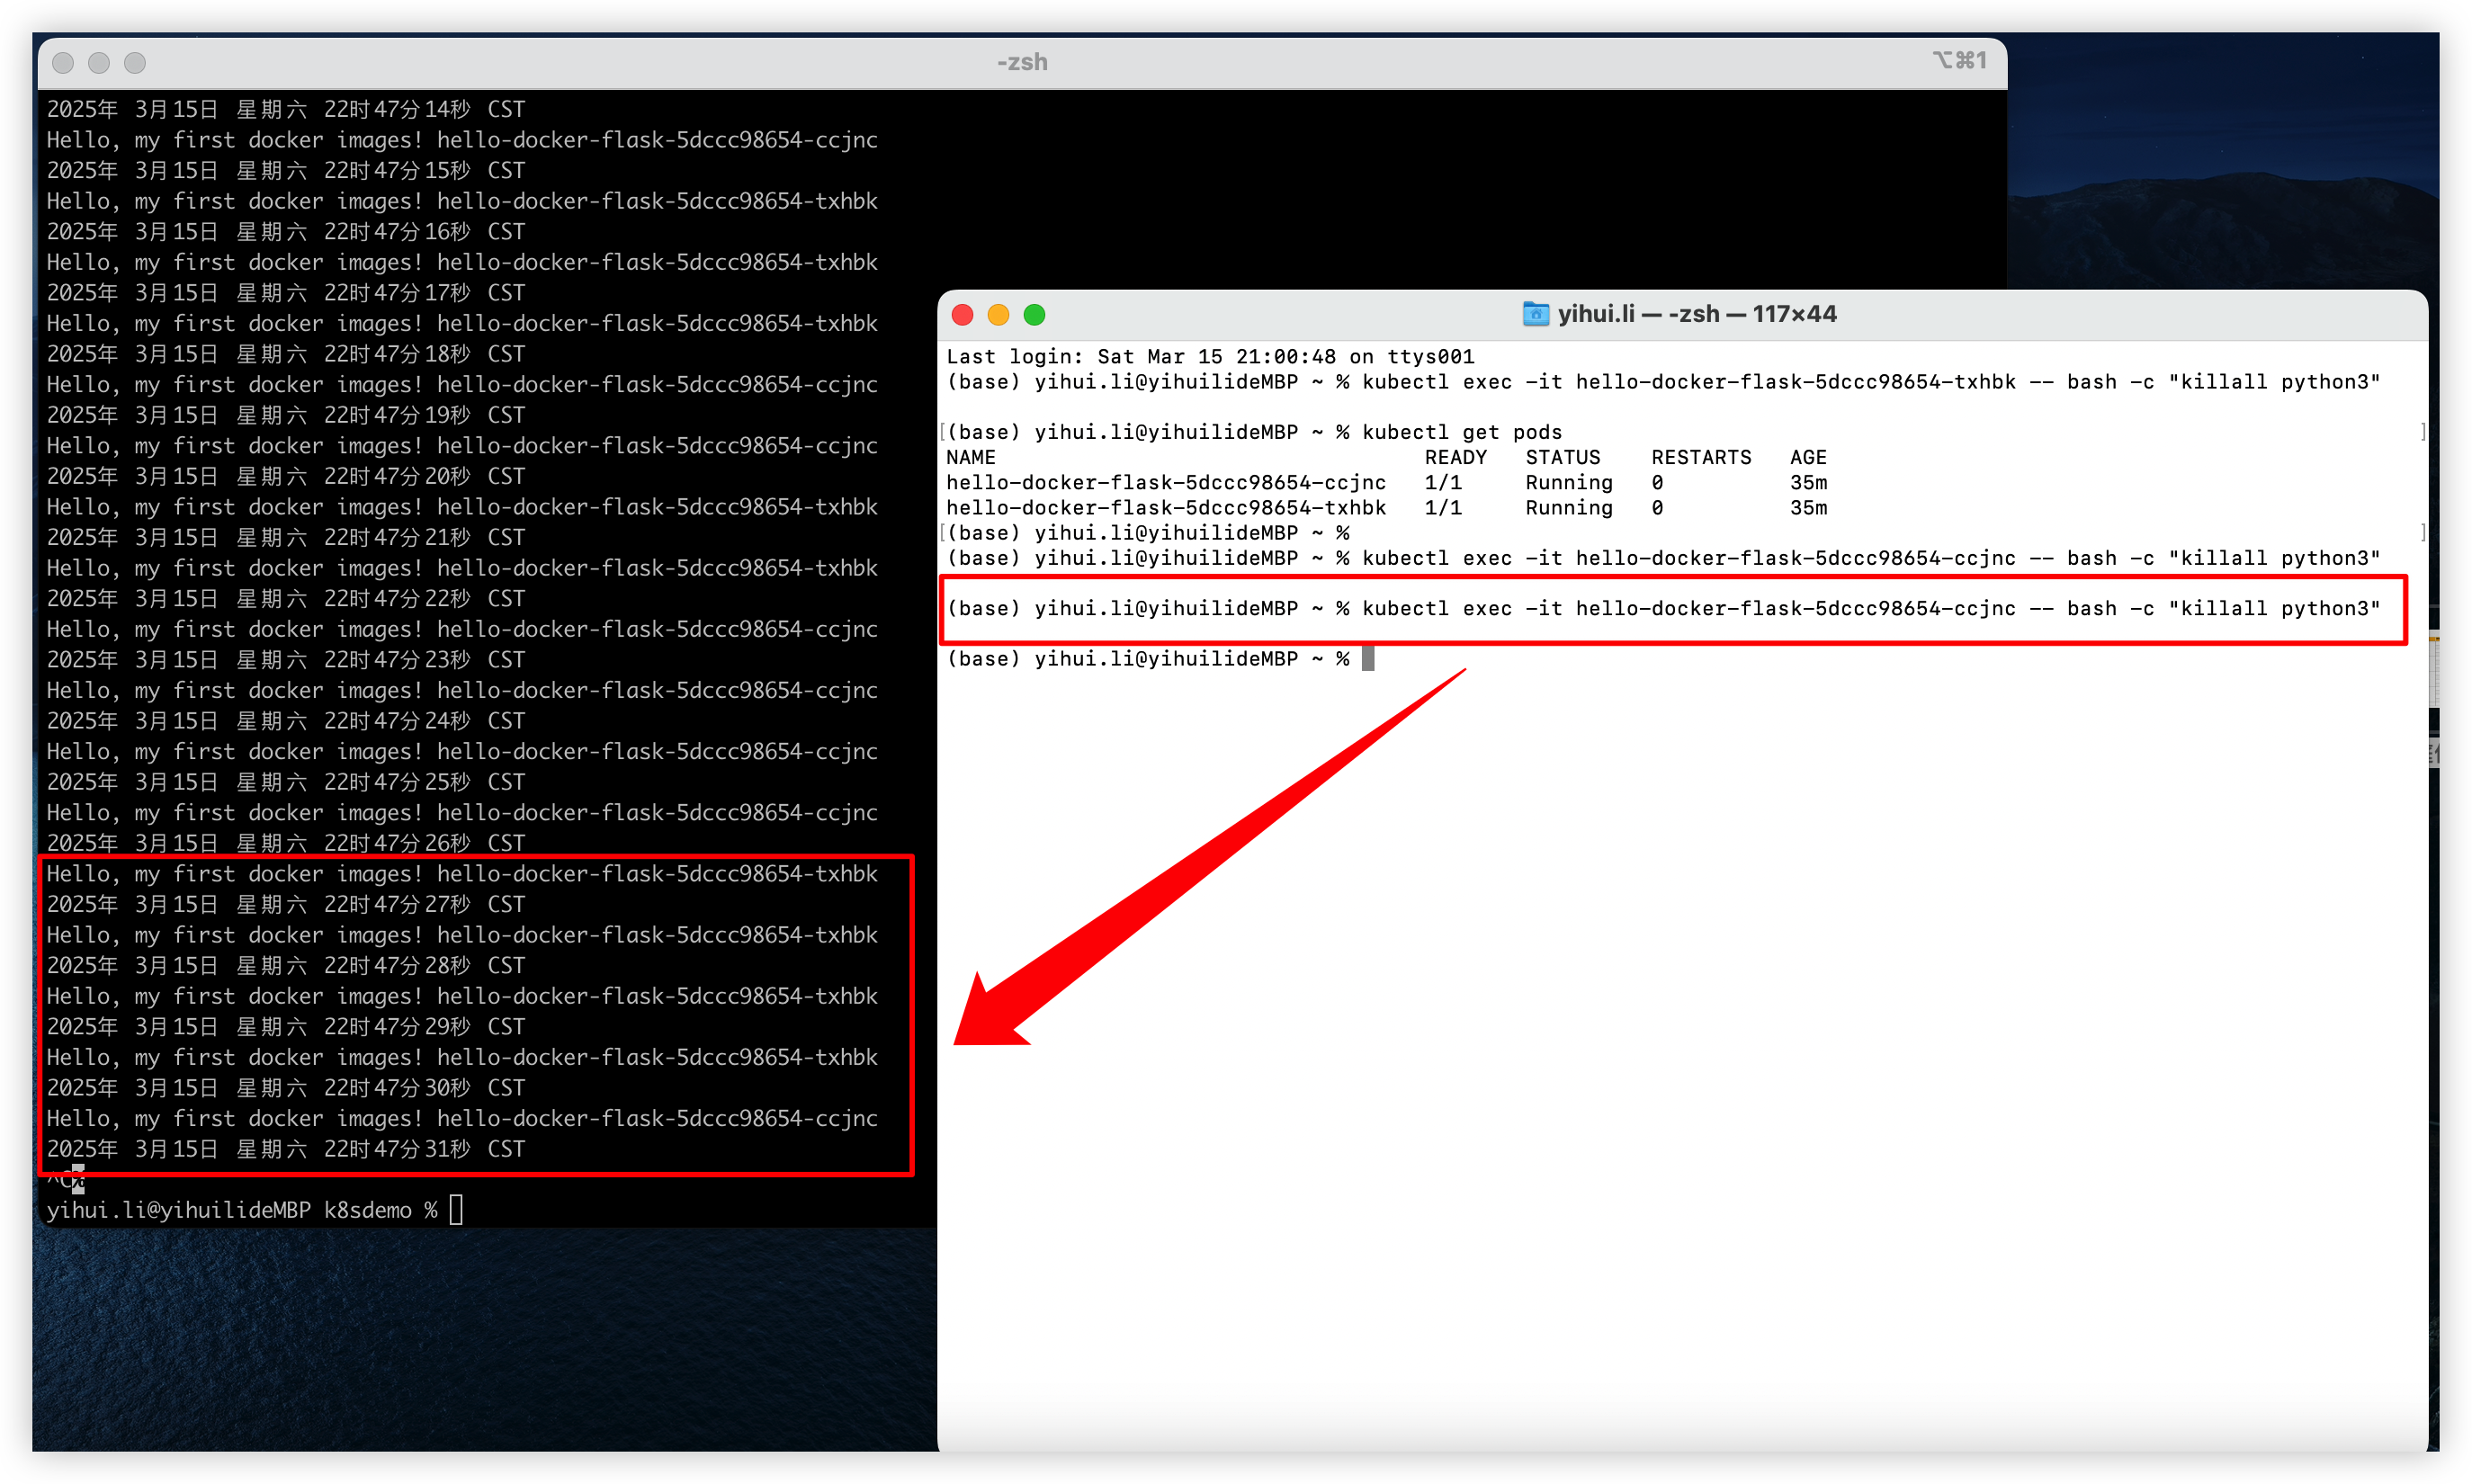 -zsh
⌥⌘1
2025年 3月15日 星期六 22时47分14秒 CST
Hello, my first docker images! hello-docker-flask-5dccc98654-ccjnc
2025年 3月15日 星期六 22时47分15秒 CST
Hello, my first docker images! hello-docker-flask-5dccc98654-txhbk
2025年 3月15日 星期六 22时47分16秒 CST
Hello, my first docker images! hello-docker-flask-5dccc98654-txhbk
2025年 3月15日 星期六 22时47分17秒 CST
Hello, my first docker images! hello-docker-flask-5dccc98654-txhbk
2025年 3月15日 星期六 22时47分18秒 CST
Hello, my first docker images! hello-docker-flask-5dccc98654-ccjnc
2025年 3月15日 星期六 22时47分19秒 CST
Hello, my first docker images! hello-docker-flask-5dccc98654-ccjnc
2025年 3月15日 星期六 22时47分20秒 CST
Hello, my first docker images! hello-docker-flask-5dccc98654-txhbk
2025年 3月15日 星期六 22时47分21秒 CST
Hello, my first docker images! hello-docker-flask-5dccc98654-txhbk
2025年 3月15日 星期六 22时47分22秒 CST
Hello, my first docker images! hello-docker-flask-5dccc98654-ccjnc
2025年 3月15日 星期六 22时47分23秒 CST
Hello, my first docker images! hello-docker-flask-5dccc98654-ccjnc
2025年 3月15日 星期六 22时47分24秒 CST
Hello, my first docker images! hello-docker-flask-5dccc98654-ccjnc
2025年 3月15日 星期六 22时47分25秒 CST
Hello, my first docker images! hello-docker-flask-5dccc98654-ccjnc
2025年 3月15日 星期六 22时47分26秒 CST
Hello, my first docker images! hello-docker-flask-5dccc98654-txhbk
2025年 3月15日 星期六 22时47分27秒 CST
Hello, my first docker images! hello-docker-flask-5dccc98654-txhbk
2025年 3月15日 星期六 22时47分28秒 CST
Hello, my first docker images! hello-docker-flask-5dccc98654-txhbk
2025年 3月15日 星期六 22时47分29秒 CST
Hello, my first docker images! hello-docker-flask-5dccc98654-txhbk
2025年 3月15日 星期六 22时47分30秒 CST
Hello, my first docker images! hello-docker-flask-5dccc98654-ccjnc
2025年 3月15日 星期六 22时47分31秒 CST
^C%
yihui.li@yihuilideMBP k8sdemo %
yihui.li — -zsh — 117×44
Last login: Sat Mar 15 21:00:48 on ttys001
(base) yihui.li@yihuilideMBP ~ % kubectl exec -it hello-docker-flask-5dccc98654-txhbk -- bash -c "killall python3"
[(base) yihui.li@yihuilideMBP ~ % kubectl get pods ]
NAME READY STATUS RESTARTS AGE
hello-docker-flask-5dccc98654-ccjnc 1/1 Running 0 35m
hello-docker-flask-5dccc98654-txhbk 1/1 Running 0 35m
[(base) yihui.li@yihuilideMBP ~ % ]
(base) yihui.li@yihuilideMBP ~ % kubectl exec -it hello-docker-flask-5dccc98654-ccjnc -- bash -c "killall python3"
(base) yihui.li@yihuilideMBP ~ % kubectl exec -it hello-docker-flask-5dccc98654-ccjnc -- bash -c "killall python3"
(base) yihui.li@yihuilideMBP ~ %